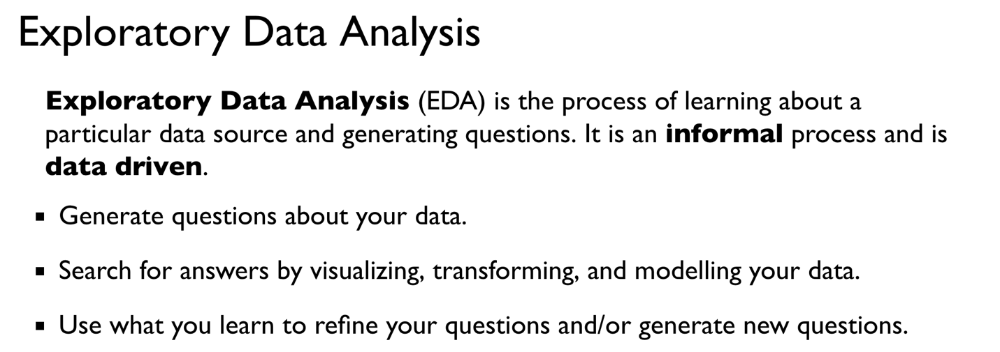 Exploratory Data Analysis
Exploratory Data Analysis (EDA) is the process of learning about a
particular data source and generating questions. It is an informal process and is
data driven.
▪ Generate questions about your data.
▪ Search for answers by visualizing, transforming, and modelling your data.
▪ Use what you learn to refine your questions and/or generate new questions.